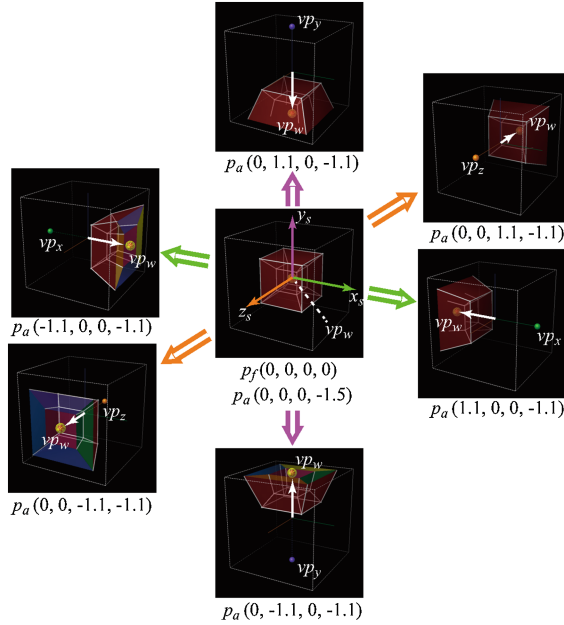 vp_y
vp_w
p_a (0, 1.1, 0, -1.1)
vp_w
vp_z
p_a (0, 0, 1.1, -1.1)
vp_x
vp_w
p_a (-1.1, 0, 0, -1.1)
y_s
x_s
z_s
vp_w
p_f (0, 0, 0, 0)
p_a (0, 0, 0, -1.5)
vp_w
vp_x
p_a (1.1, 0, 0, -1.1)
vp_z
vp_w
p_a (0, 0, -1.1, -1.1)
vp_w
vp_y
p_a (0, -1.1, 0, -1.1)